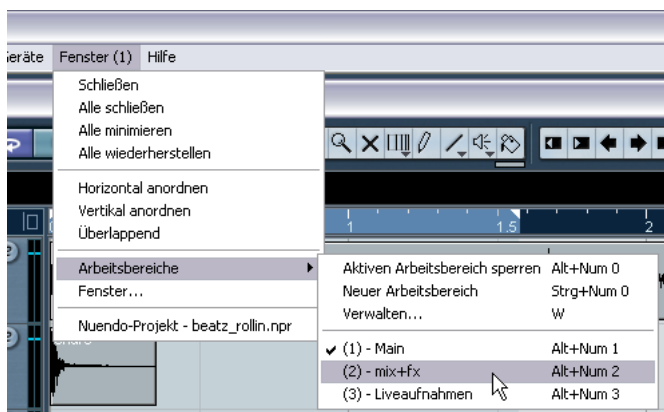 Geräte Fenster (1) Hilfe
Schließen
Alle schließen
Alle minimieren
Alle wiederherstellen
Horizontal anordnen
Vertikal anordnen
Überlappend
Arbeitsbereiche
Fenster...
Nuendo-Projekt - beatz_rollin.npr
Aktiven Arbeitsbereich sperren Alt+Num 0
Neuer Arbeitsbereich Strg+Num 0
Verwalten... W
(1) - Main Alt+Num 1
(2) - mix+fx Alt+Num 2
(3) - Liveaufnahmen Alt+Num 3
1 1.5 2